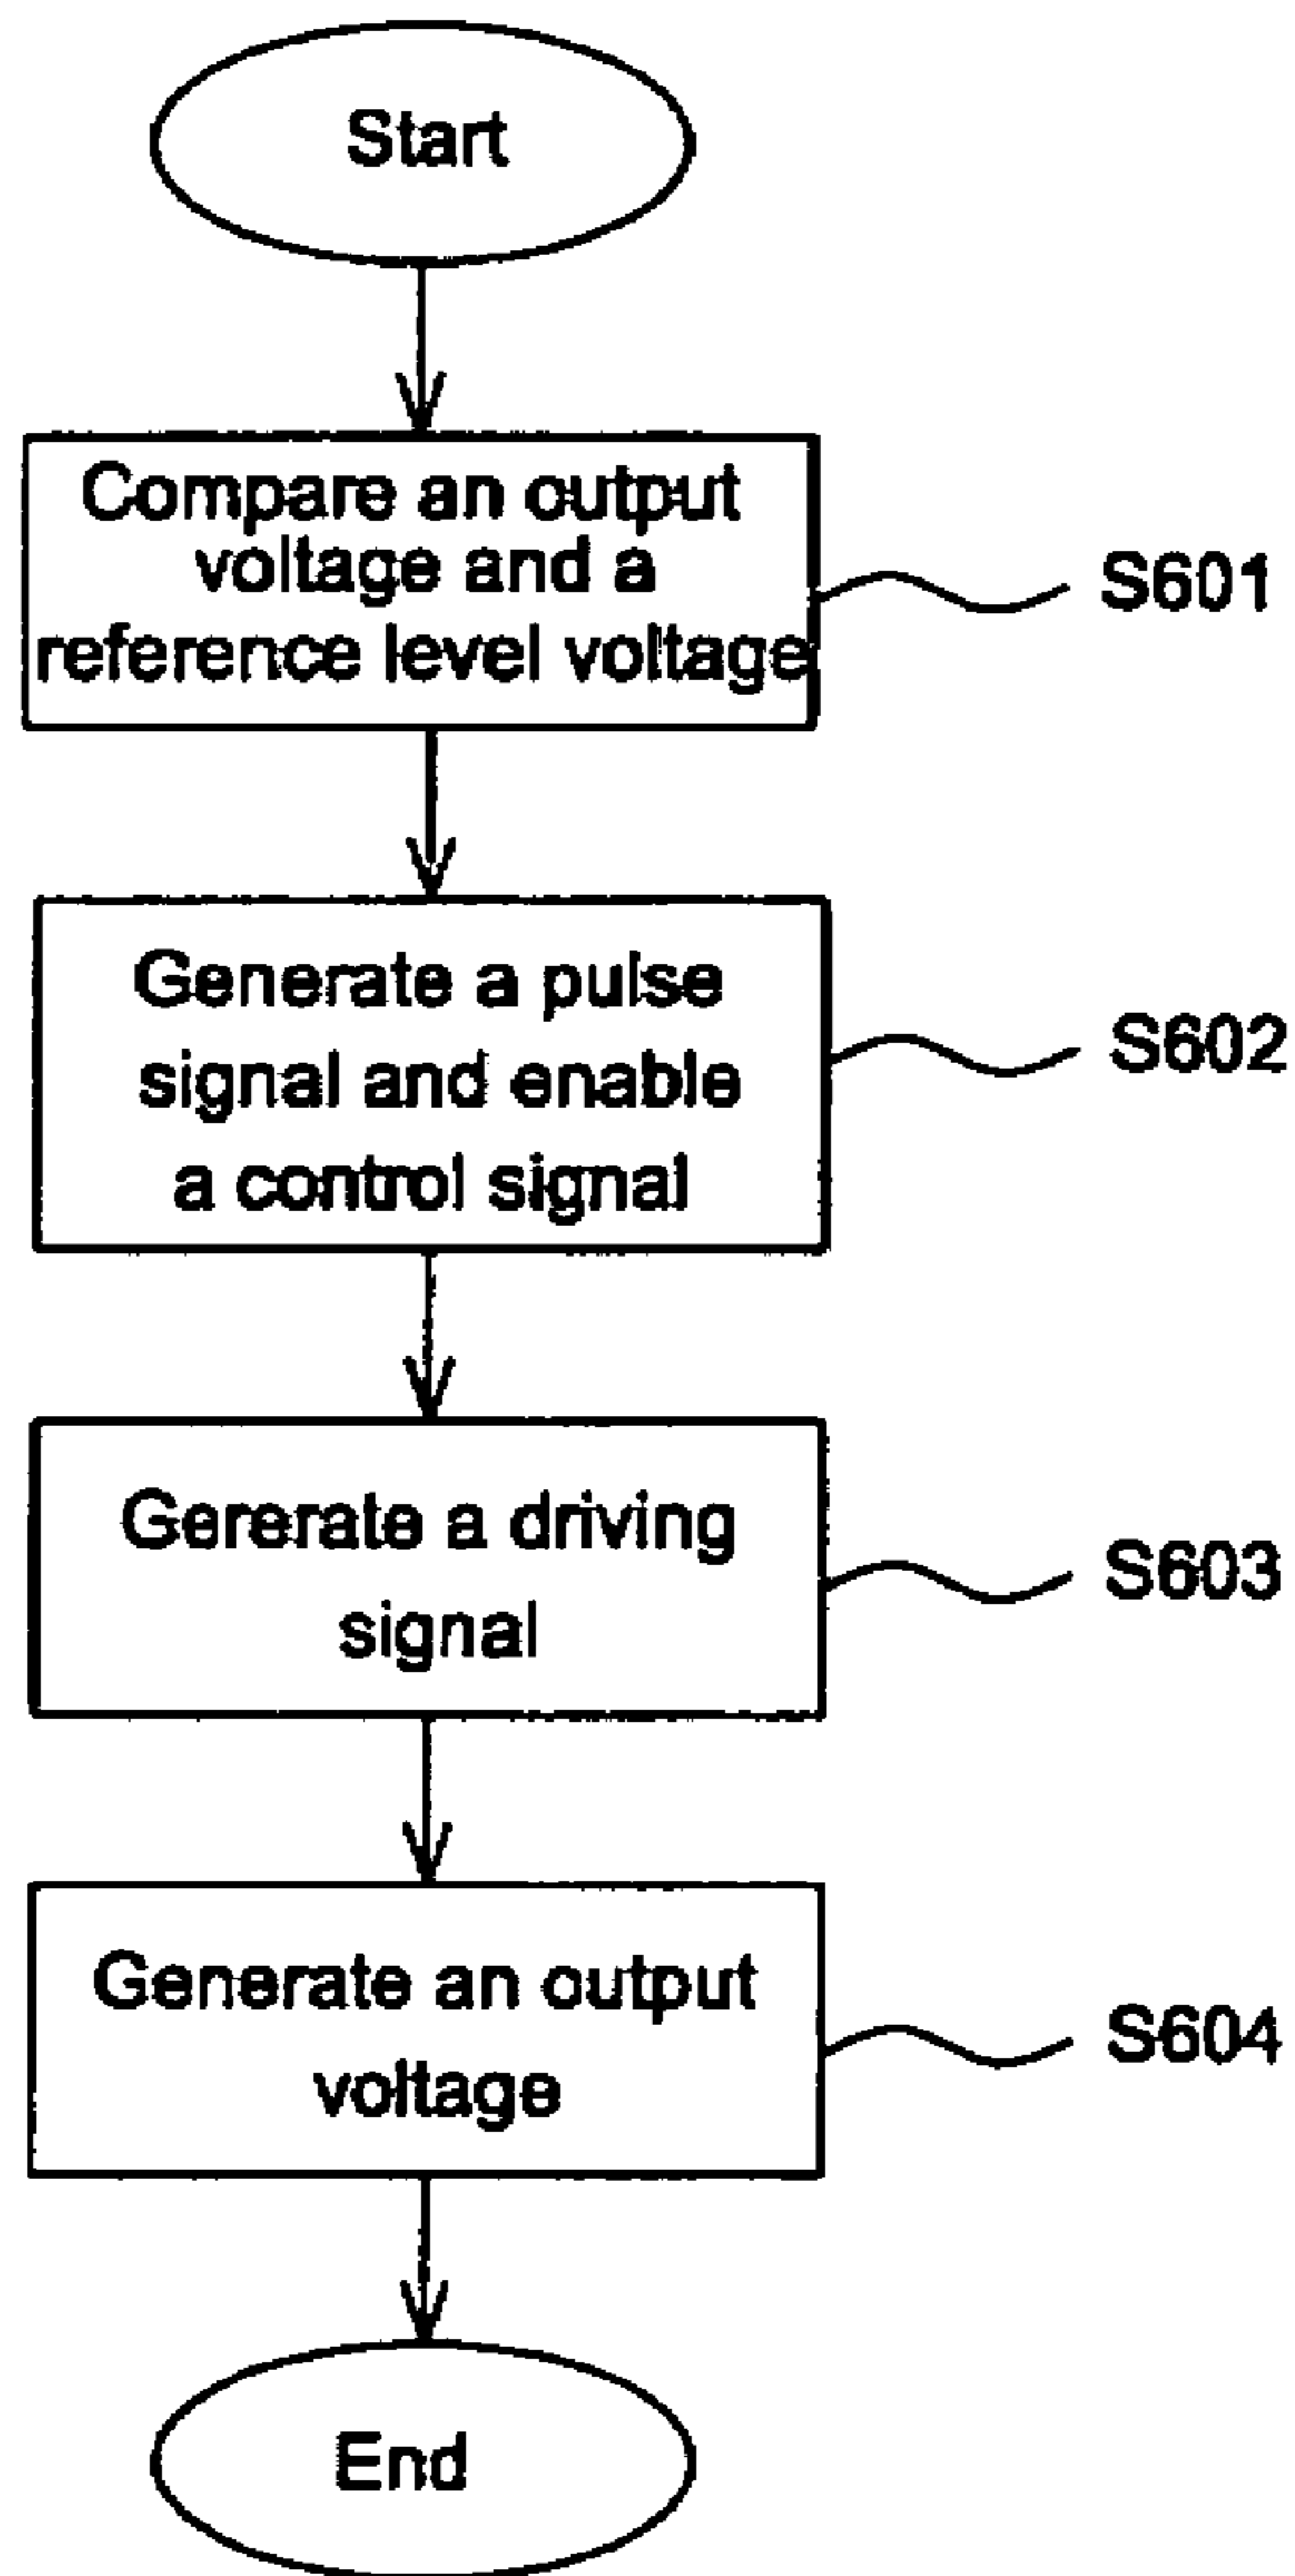 Start
Compare an output
voltage and a
reference level voltage
S601
Generate a pulse
signal and enable
a control signal
S602
Gererate a driving
signal
S603
Generate an output
voltage
S604
End